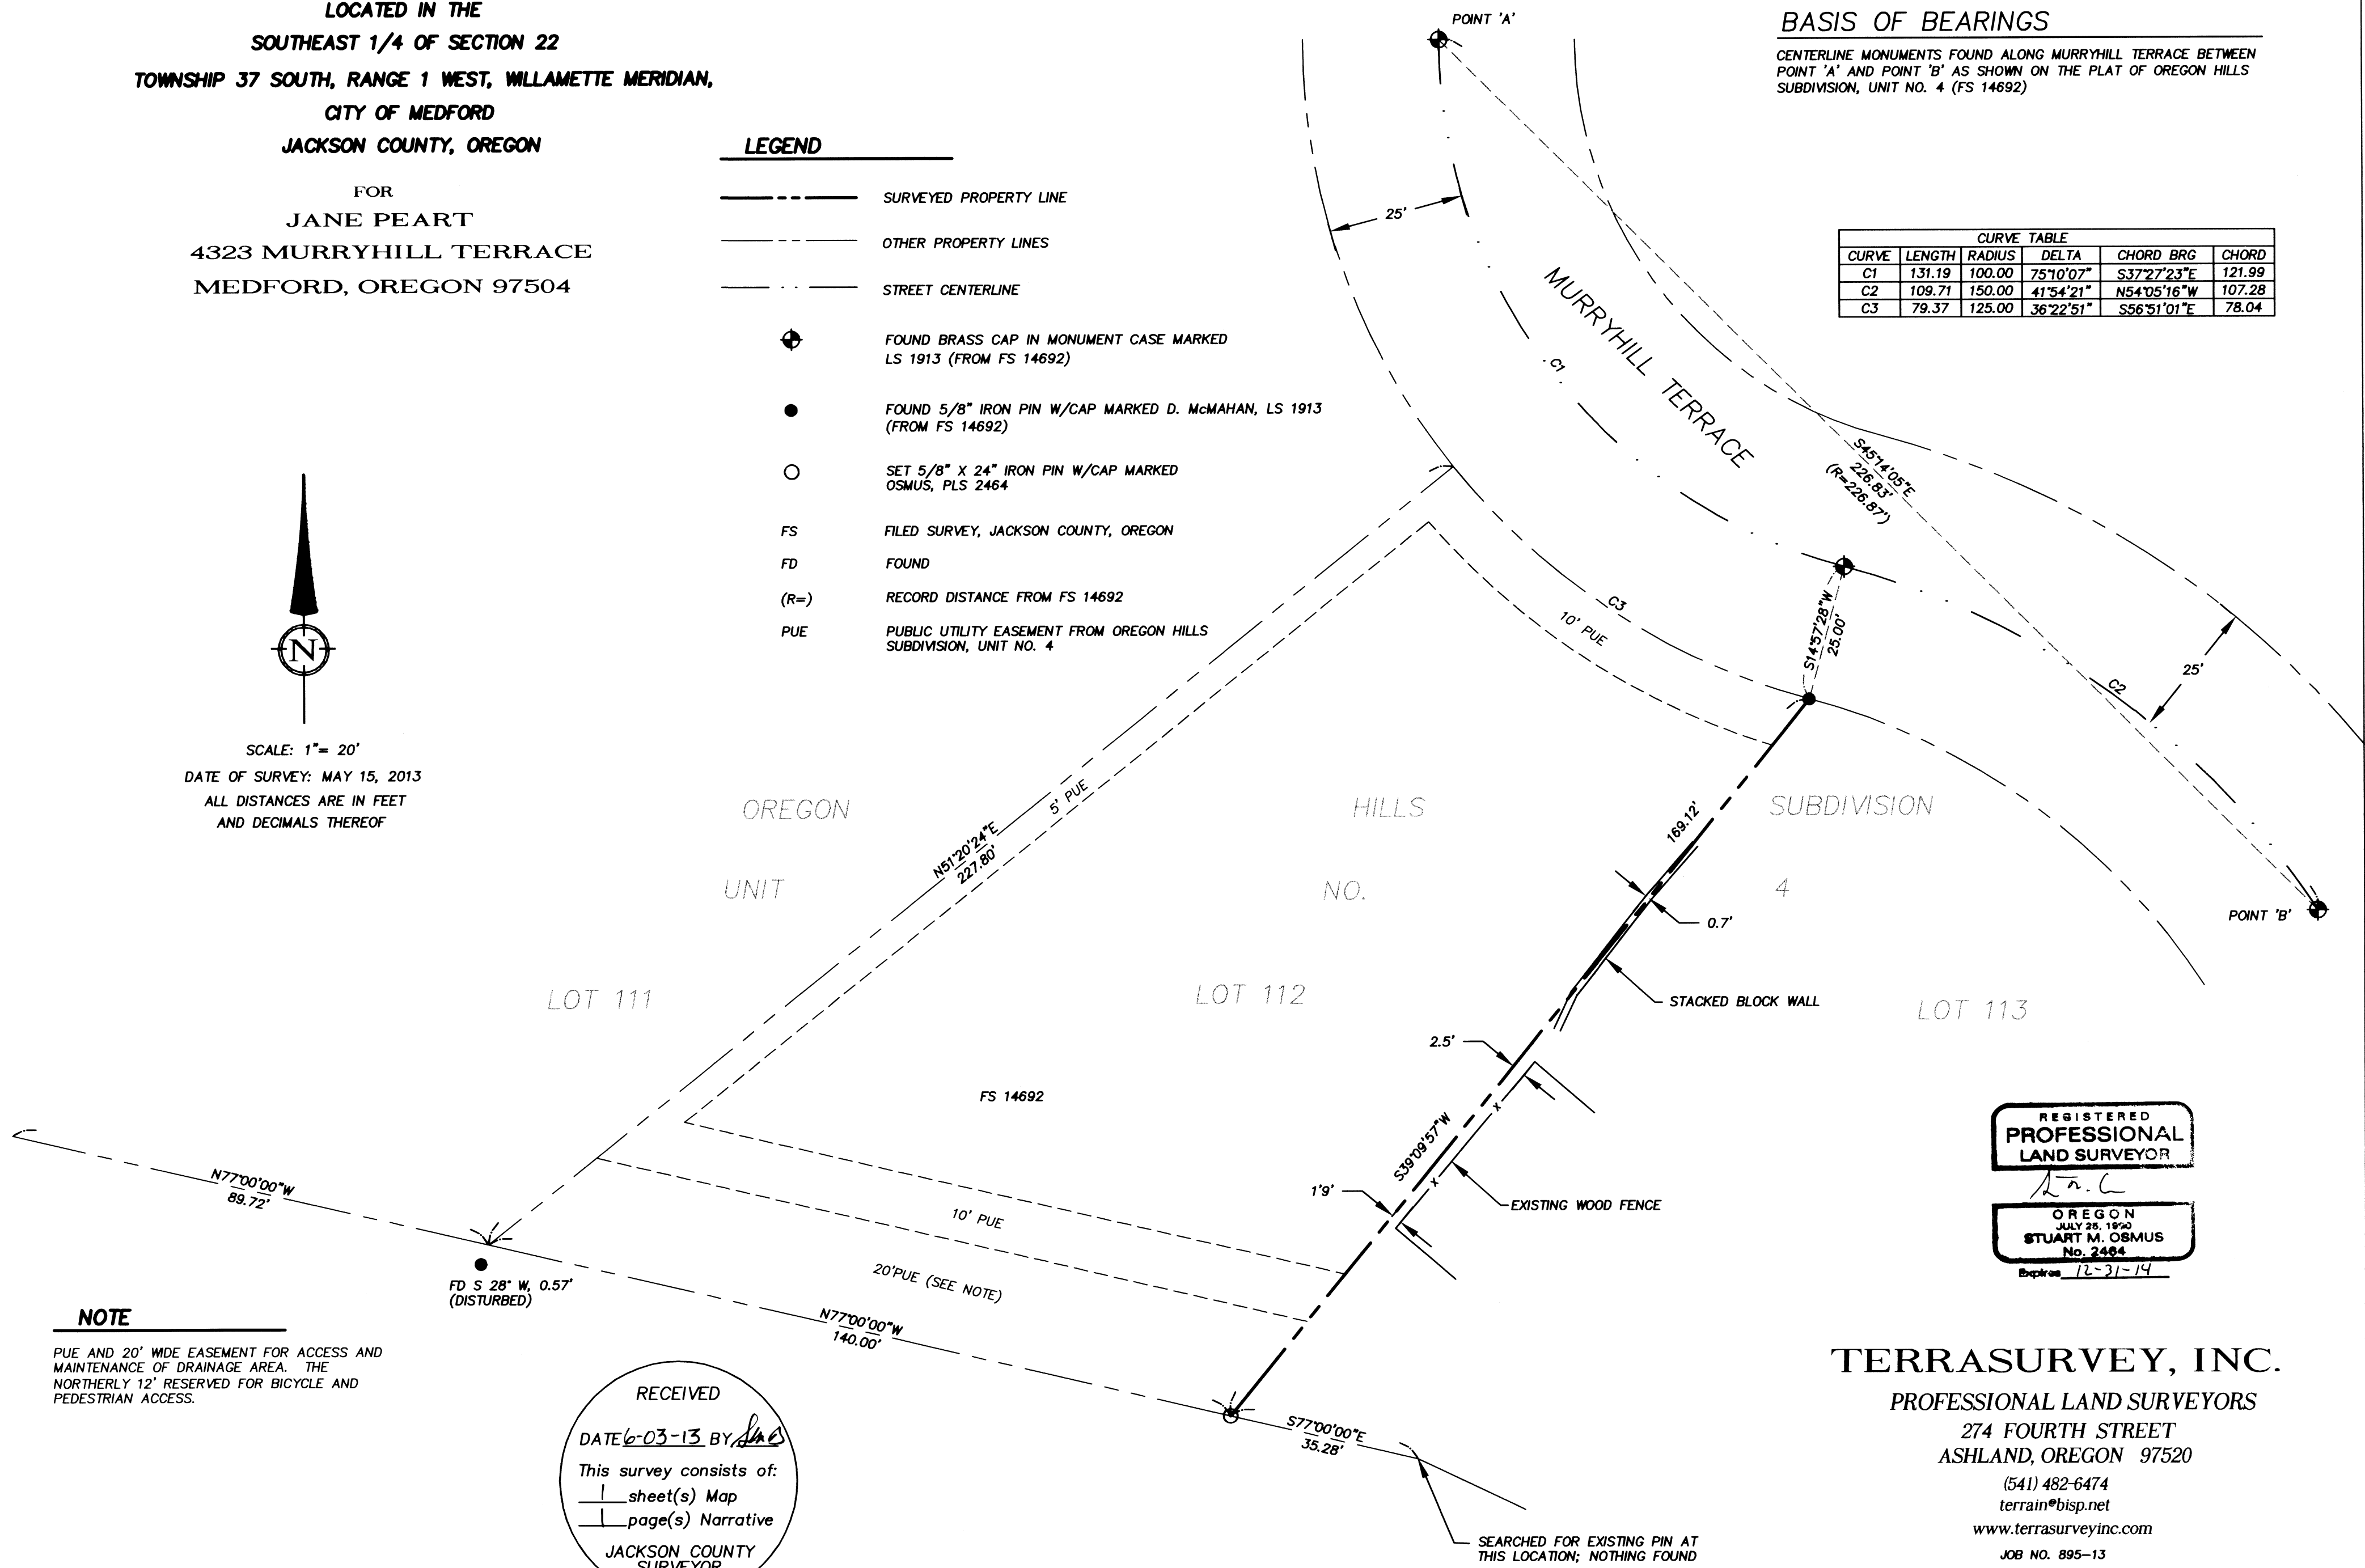 LOCATED IN THE
SOUTHEAST 1/4 OF SECTION 22
TOWNSHIP 37 SOUTH, RANGE 1 WEST, WILLAMETTE MERIDIAN,
CITY OF MEDFORD
JACKSON COUNTY, OREGON
FOR
JANE PEART
4323 MURRYHILL TERRACE
MEDFORD, OREGON 97504
LEGEND
SURVEYED PROPERTY LINE
OTHER PROPERTY LINES
STREET CENTERLINE
FOUND BRASS CAP IN MONUMENT CASE MARKED
LS 1913 (FROM FS 14692)
FOUND 5/8" IRON PIN W/CAP MARKED D. McMAHAN, LS 1913
(FROM FS 14692)
SET 5/8" X 24" IRON PIN W/CAP MARKED
OSMUS, PLS 2464
FS FILED SURVEY, JACKSON COUNTY, OREGON
FD FOUND
(R=) RECORD DISTANCE FROM FS 14692
PUE PUBLIC UTILITY EASEMENT FROM OREGON HILLS
SUBDIVISION, UNIT NO. 4
BASIS OF BEARINGS
CENTERLINE MONUMENTS FOUND ALONG MURRYHILL TERRACE BETWEEN
POINT 'A' AND POINT 'B' AS SHOWN ON THE PLAT OF OREGON HILLS
SUBDIVISION, UNIT NO. 4 (FS 14692)
CURVE TABLE
CURVE LENGTH RADIUS DELTA CHORD BRG CHORD
C1 131.19 100.00 75°10'07" S37°27'23"E 121.99
C2 109.71 150.00 41°54'21" N54°05'16"W 107.28
C3 79.37 125.00 36°22'51" S56°51'01"E 78.04
POINT 'A'
25'
MURRYHILL TERRACE
C1
S45°14'05"E
226.83'
(R=226.87')
C3
10' PUE
S14°57'28"W
25.00'
C2
25'
POINT 'B'
N
SCALE: 1"= 20'
DATE OF SURVEY: MAY 15, 2013
ALL DISTANCES ARE IN FEET
AND DECIMALS THEREOF
OREGON HILLS SUBDIVISION
UNIT NO. 4
5' PUE
N51°20'24"E
227.80'
169.12'
0.7'
STACKED BLOCK WALL
LOT 111
LOT 112
LOT 113
2.5'
FS 14692
S39°09'57"W
x
x
1'9'
EXISTING WOOD FENCE
N77°00'00"W
89.72'
10' PUE
20'PUE (SEE NOTE)
FD S 28° W, 0.57'
(DISTURBED)
N77°00'00"W
140.00'
S77°00'00"E
35.28'
SEARCHED FOR EXISTING PIN AT
THIS LOCATION; NOTHING FOUND
NOTE
PUE AND 20' WIDE EASEMENT FOR ACCESS AND
MAINTENANCE OF DRAINAGE AREA. THE
NORTHERLY 12' RESERVED FOR BICYCLE AND
PEDESTRIAN ACCESS.
RECEIVED
DATE 6-03-13 BY
This survey consists of:
1 sheet(s) Map
1 page(s) Narrative
JACKSON COUNTY
SURVEYOR
REGISTERED
PROFESSIONAL
LAND SURVEYOR
OREGON
JULY 25, 1990
STUART M. OSMUS
No. 2464
Expires 12-31-14
TERRASURVEY, INC.
PROFESSIONAL LAND SURVEYORS
274 FOURTH STREET
ASHLAND, OREGON 97520
(541) 482-6474
terrain@bisp.net
www.terrasurveyinc.com
JOB NO. 895-13